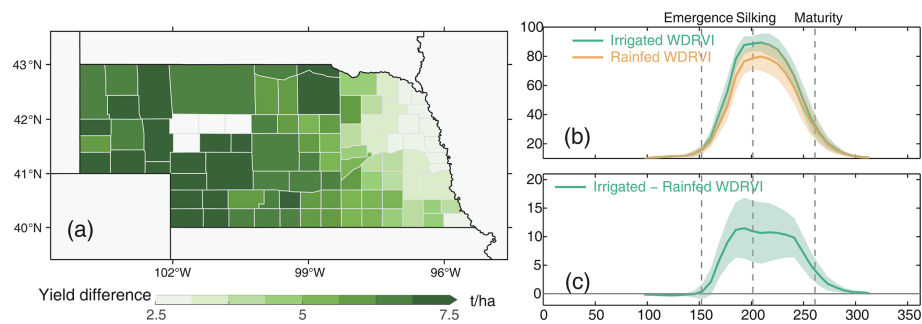 43°N
42°N
41°N
40°N
(a)
102°W 99°W 96°W
Yield difference t/ha
2.5 5 7.5
Emergence Silking Maturity
100
80
60
40
20
Irrigated WDRVI
Rainfed WDRVI
(b)
20
15
10
5
0
Irrigated − Rainfed WDRVI
(c)
0 50 100 150 200 250 300 350